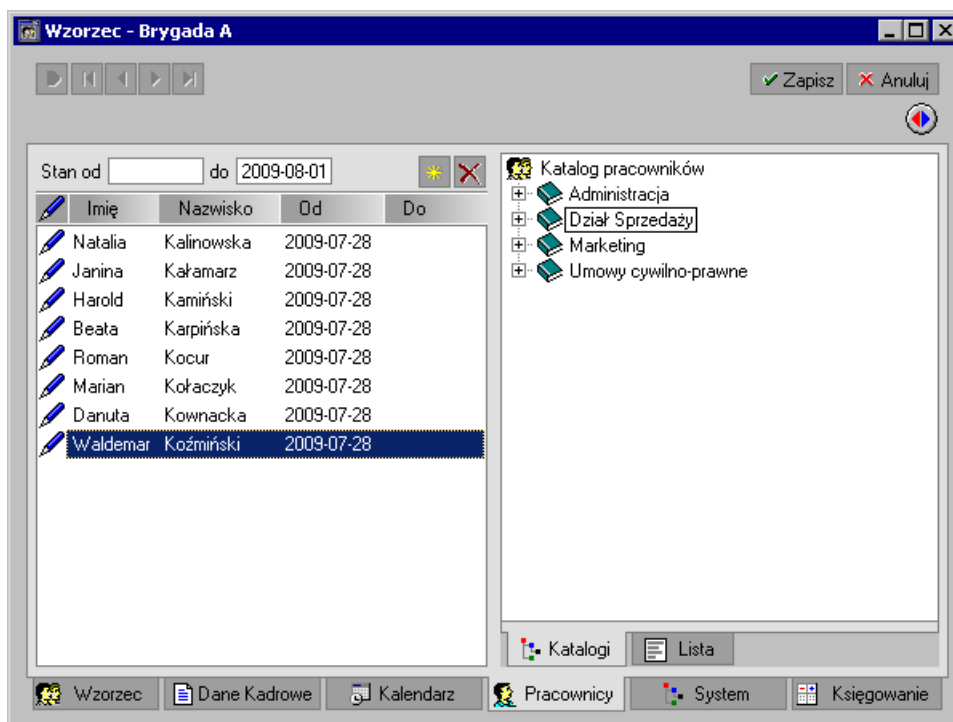 Wzorzec - Brygada A
Zapisz Anuluj
Stan od do 2009-08-01
Imię Nazwisko Od Do
Natalia Kalinowska 2009-07-28
Janina Kałamarz 2009-07-28
Harold Kamiński 2009-07-28
Beata Karpińska 2009-07-28
Roman Kocur 2009-07-28
Marian Kołaczyk 2009-07-28
Danuta Kownacka 2009-07-28
Waldemar Koźmiński 2009-07-28
Katalog pracowników
Administracja
Dział Sprzedaży
Marketing
Umowy cywilno-prawne
Katalogi Lista
Wzorzec Dane Kadrowe Kalendarz Pracownicy System Księgowanie